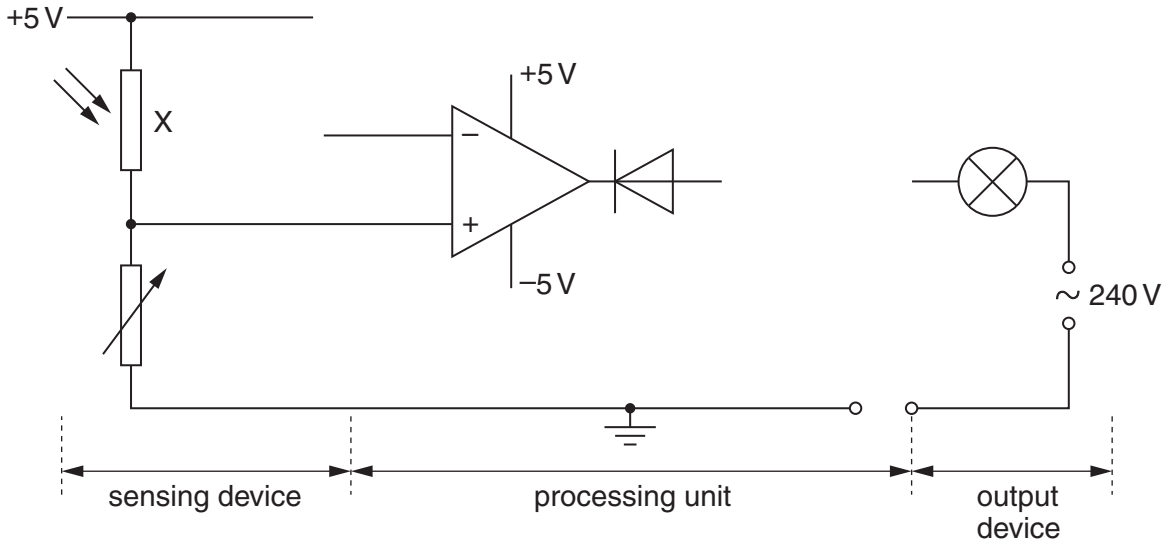 +5 V
+5 V
X
−
+
−5 V
~ 240 V
sensing device
processing unit
output
device